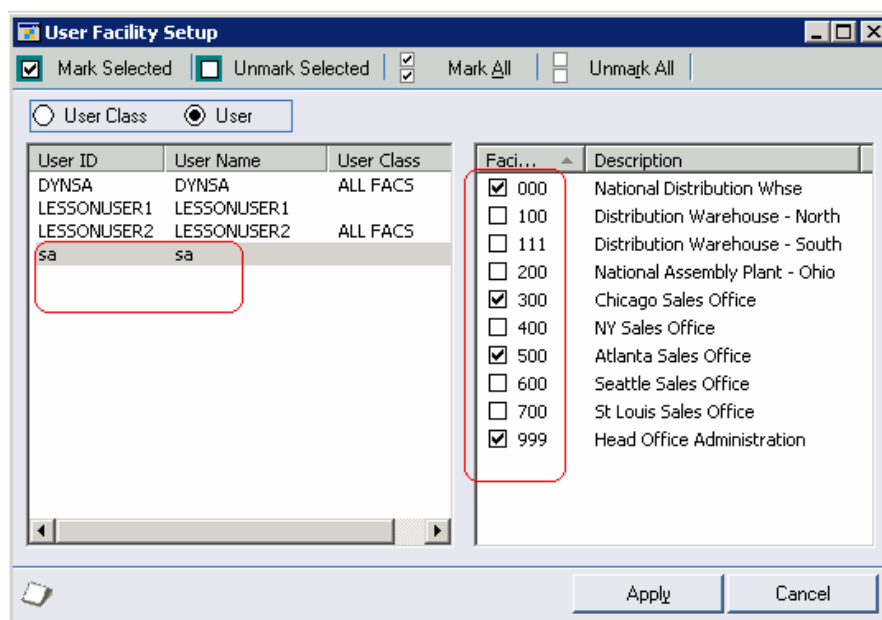 User Facility Setup
Mark Selected Unmark Selected Mark All Unmark All
User Class User
User ID User Name User Class
DYNSA DYNSA ALL FACS
LESSONUSER1 LESSONUSER1
LESSONUSER2 LESSONUSER2 ALL FACS
sa sa
Faci... Description
000 National Distribution Whse
100 Distribution Warehouse - North
111 Distribution Warehouse - South
200 National Assembly Plant - Ohio
300 Chicago Sales Office
400 NY Sales Office
500 Atlanta Sales Office
600 Seattle Sales Office
700 St Louis Sales Office
999 Head Office Administration
Apply Cancel